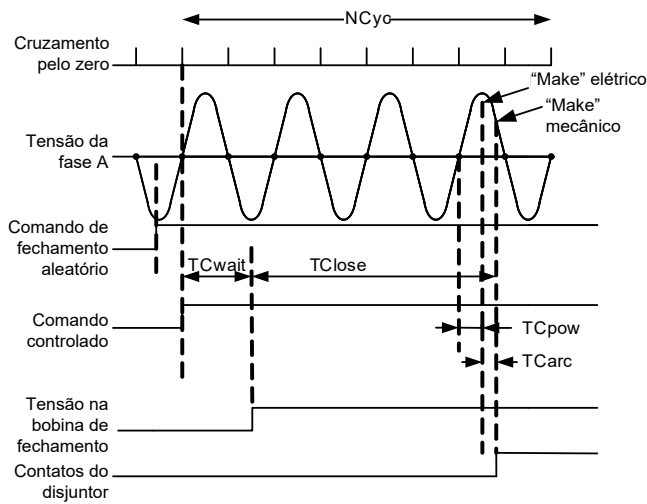 NCyc
Cruzamento
pelo zero
“Make” elétrico
“Make”
mecânico
Tensão da
fase A
Comando de
fechamento
aleatório
TCwait
TClose
Comando
controlado
TCpow
TCarc
Tensão na
bobina de
fechamento
Contatos do
disjuntor